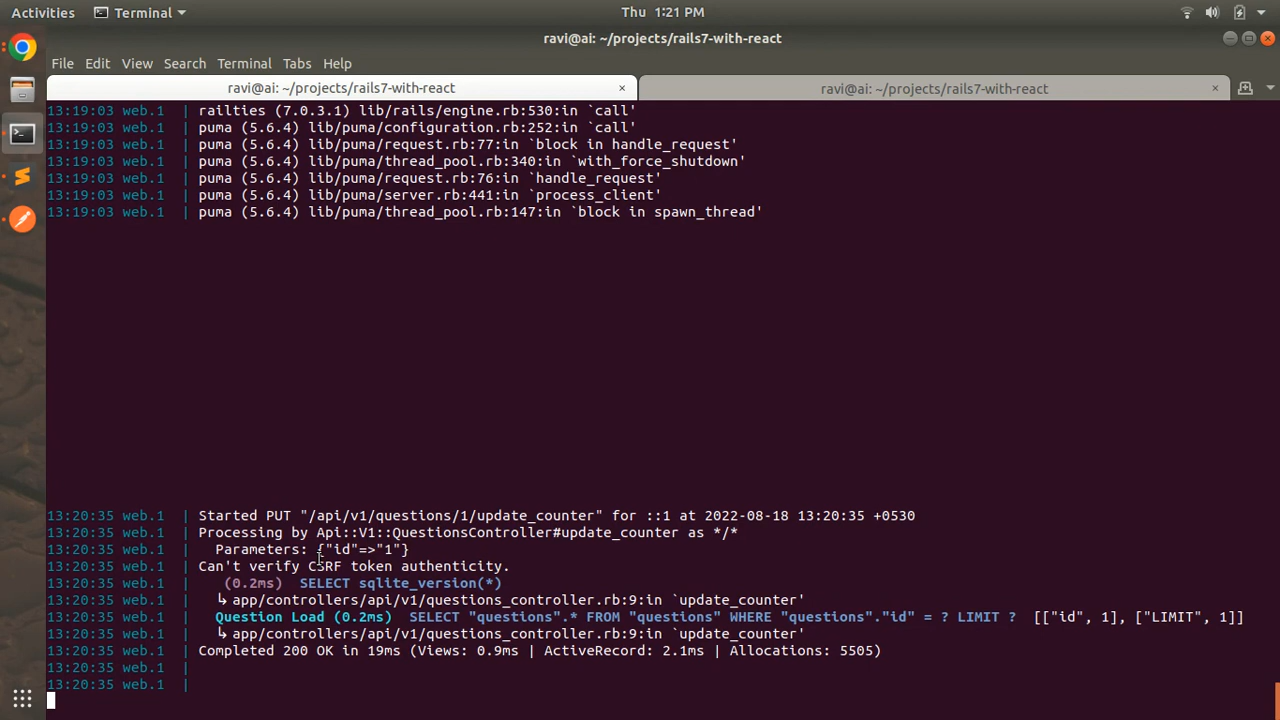 Activities Terminal Thu 1:21 PM
ravi@ai: ~/projects/rails7-with-react
File Edit View Search Terminal Tabs Help
ravi@ai: ~/projects/rails7-with-react × ravi@ai: ~/projects/rails7-with-react ×
13:19:03 web.1 | railties (7.0.3.1) lib/rails/engine.rb:530:in `call'
13:19:03 web.1 | puma (5.6.4) lib/puma/configuration.rb:252:in `call'
13:19:03 web.1 | puma (5.6.4) lib/puma/request.rb:77:in `block in handle_request'
13:19:03 web.1 | puma (5.6.4) lib/puma/thread_pool.rb:340:in `with_force_shutdown'
13:19:03 web.1 | puma (5.6.4) lib/puma/request.rb:76:in `handle_request'
13:19:03 web.1 | puma (5.6.4) lib/puma/server.rb:441:in `process_client'
13:19:03 web.1 | puma (5.6.4) lib/puma/thread_pool.rb:147:in `block in spawn_thread'
13:20:35 web.1 | Started PUT "/api/v1/questions/1/update_counter" for ::1 at 2022-08-18 13:20:35 +0530
13:20:35 web.1 | Processing by Api::V1::QuestionsController#update_counter as */*
13:20:35 web.1 | Parameters: {"id"=>"1"}
13:20:35 web.1 | Can't verify CSRF token authenticity.
13:20:35 web.1 | (0.2ms) SELECT sqlite_version(*)
13:20:35 web.1 | ↳ app/controllers/api/v1/questions_controller.rb:9:in `update_counter'
13:20:35 web.1 | Question Load (0.2ms) SELECT "questions".* FROM "questions" WHERE "questions"."id" = ? LIMIT ? [["id", 1], ["LIMIT", 1]]
13:20:35 web.1 | ↳ app/controllers/api/v1/questions_controller.rb:9:in `update_counter'
13:20:35 web.1 | Completed 200 OK in 19ms (Views: 0.9ms | ActiveRecord: 2.1ms | Allocations: 5505)
13:20:35 web.1 |
13:20:35 web.1 |